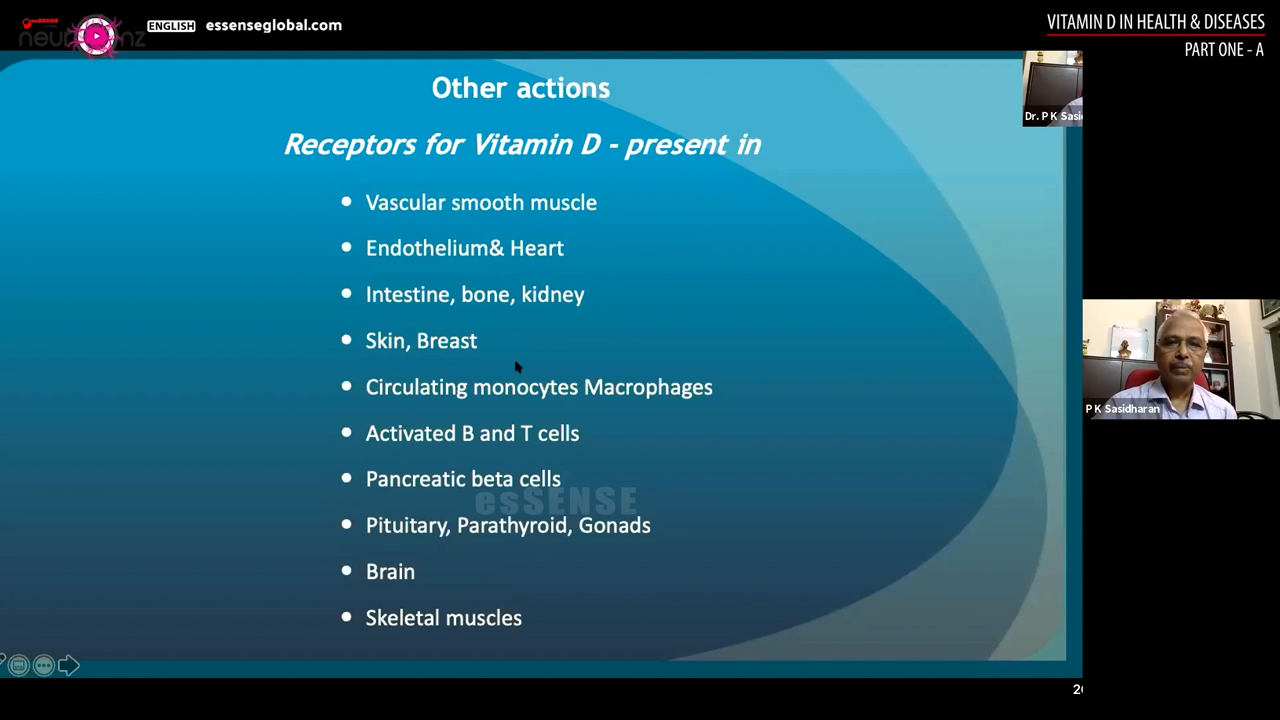 ENGLISH essenseglobal.com
VITAMIN D IN HEALTH & DISEASES
PART ONE - A
Other actions
Receptors for Vitamin D - present in
Dr. P K Sasi
• Vascular smooth muscle
• Endothelium& Heart
• Intestine, bone, kidney
• Skin, Breast
• Circulating monocytes Macrophages
• Activated B and T cells
• Pancreatic beta cells
• Pituitary, Parathyroid, Gonads
• Brain
• Skeletal muscles
P K Sasidharan
esSENSE